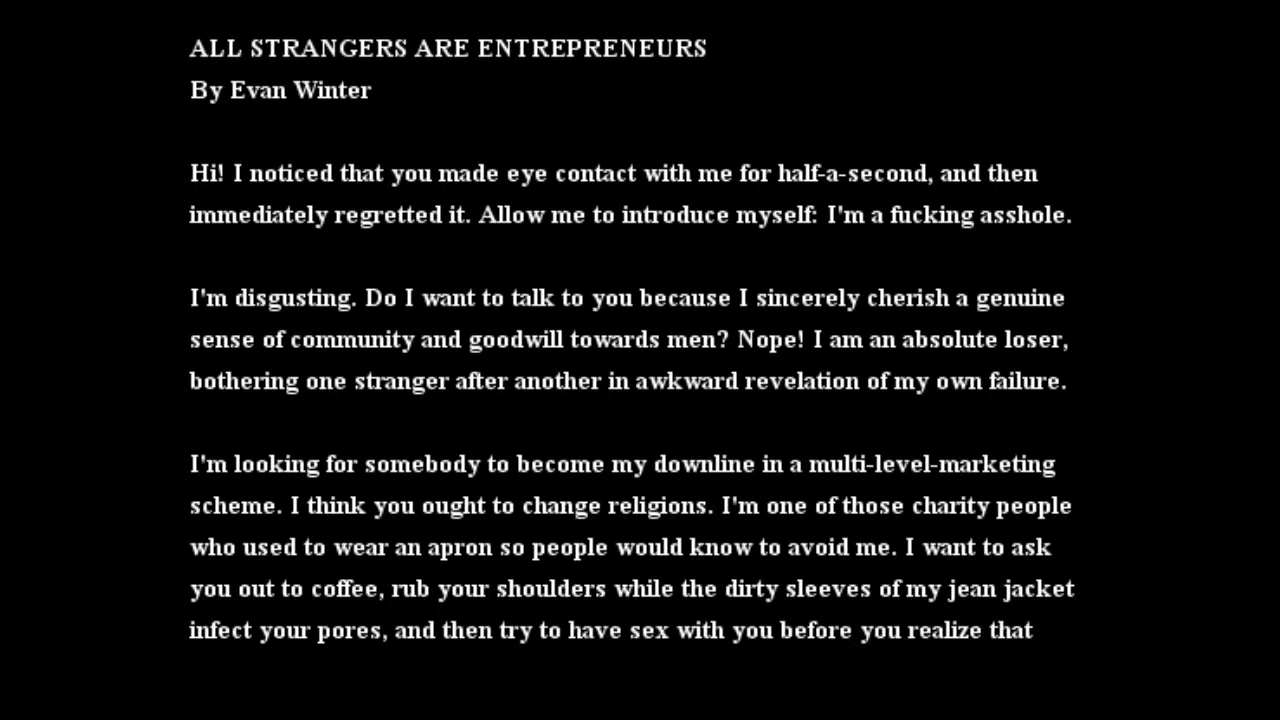 ALL STRANGERS ARE ENTREPRENEURS
By Evan Winter
Hi! I noticed that you made eye contact with me for half-a-second, and then
immediately regretted it. Allow me to introduce myself: I'm a fucking asshole.
I'm disgusting. Do I want to talk to you because I sincerely cherish a genuine
sense of community and goodwill towards men? Nope! I am an absolute loser,
bothering one stranger after another in awkward revelation of my own failure.
I'm looking for somebody to become my downline in a multi-level-marketing
scheme. I think you ought to change religions. I'm one of those charity people
who used to wear an apron so people would know to avoid me. I want to ask
you out to coffee, rub your shoulders while the dirty sleeves of my jean jacket
infect your pores, and then try to have sex with you before you realize that